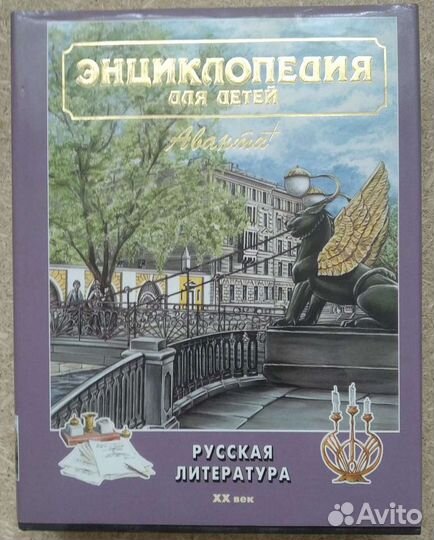 ЭНЦИКЛОПЕДИЯ
ДЛЯ ДЕТЕЙ
Аванта+
РУССКАЯ
ЛИТЕРАТУРА
XX век
Avito